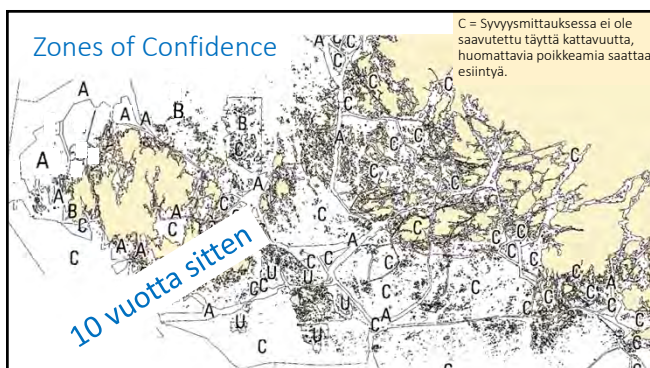 Zones of Confidence
C = Syvyysmittauksessa ei ole
saavutettu täyttä kattavuutta,
huomattavia poikkeamia saattaa
esiintyä.
A C C
C C
A C
A A B
B C
A C
A C
A A C
B C
A C C
A A C
C
C C
A C C C
C C C
U C C C
C C U
A U C
U C A
C C
10 vuotta sitten